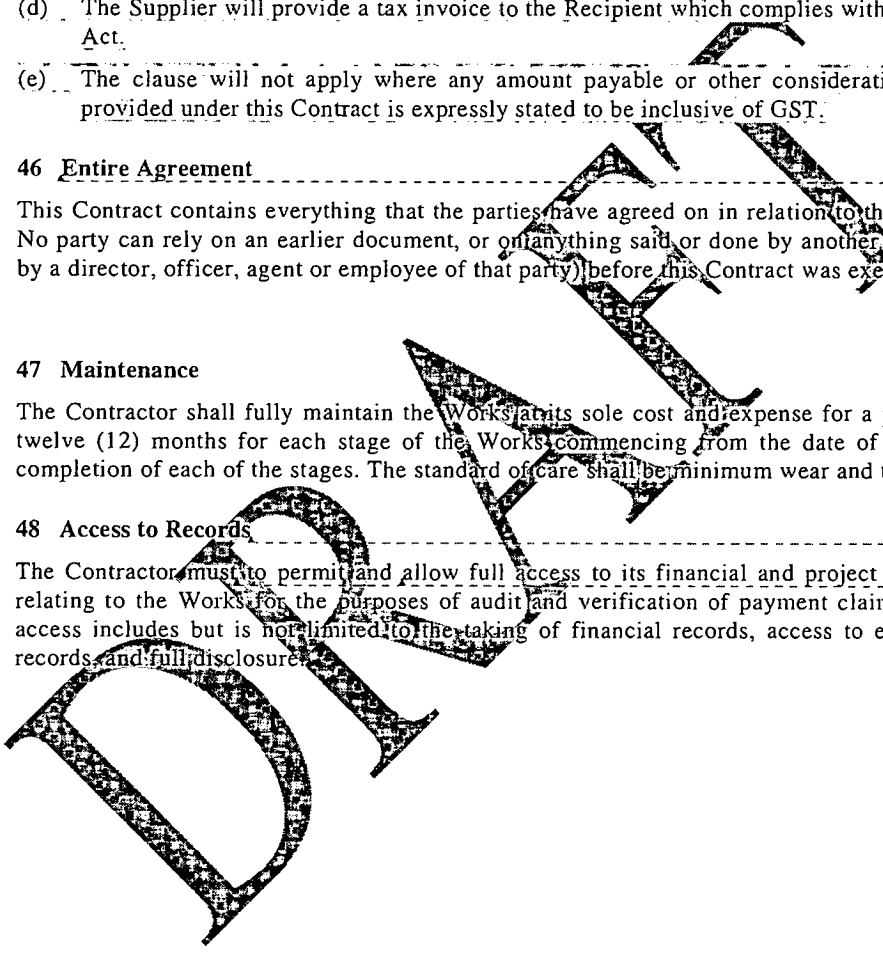 (d) The Supplier will provide a tax invoice to the Recipient which complies with
Act.
(e) The clause will not apply where any amount payable or other
provided under this Contract is expressly stated to be inclusive of GST.
46 Entire Agreement
This Contract contains everything that the parties have agreed on in relation to
No party can rely on an earlier document, or on anything said or done by another
by a director, officer, agent or employee of that party) before this Contract was
47 Maintenance
The Contractor shall fully maintain the Works at its sole cost and expense for a
twelve (12) months for each stage of the Works commencing from the date of
completion of each of the stages. The standard of care shall be minimum wear and
48 Access to Records
The Contractor must to permit and allow full access to its financial and project
relating to the Works for the purposes of audit and verification of payment
access includes but is not limited to the taking of financial records, access to
records and full disclosure.
DRAFT